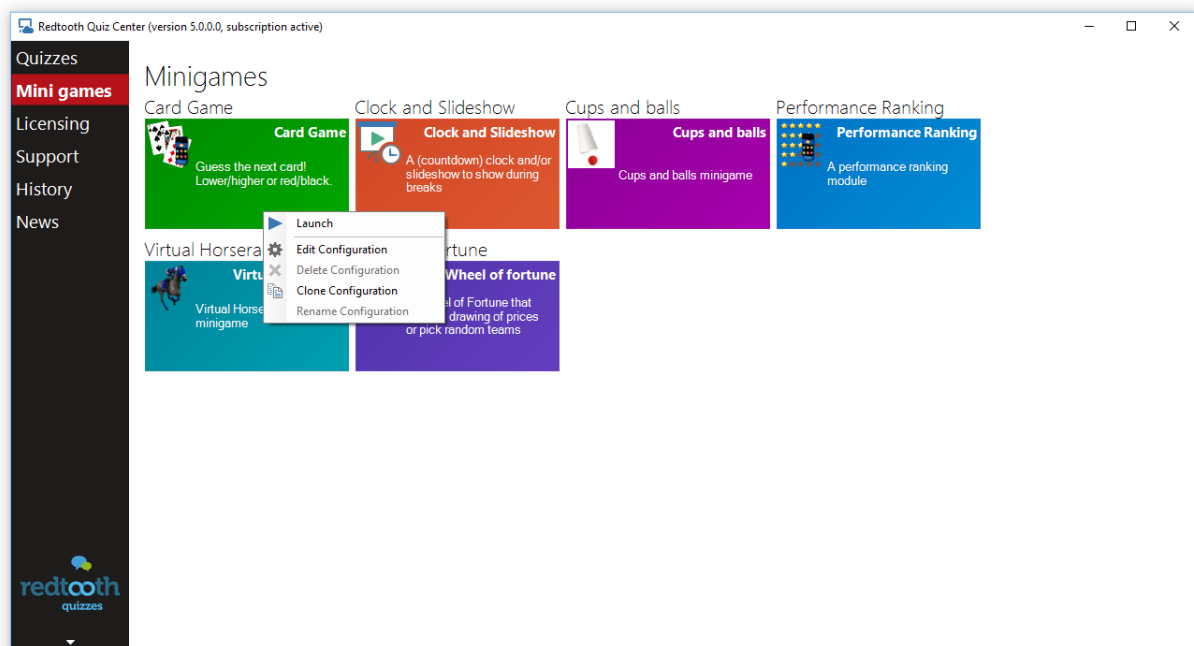 Redtooth Quiz Center (version 5.0.0.0, subscription active)
Quizzes
Mini games
Licensing
Support
History
News
Minigames
Card Game
Card Game
Guess the next card!
Lower/higher or red/black.
Clock and Slideshow
Clock and Slideshow
A (countdown) clock and/or
slideshow to show during
breaks
Cups and balls
Cups and balls
Cups and balls minigame
Performance Ranking
Performance Ranking
A performance ranking
module
Launch
Edit Configuration
Delete Configuration
Clone Configuration
Rename Configuration
Virtual Horsera
Virtu
Virtual Horse
minigame
rtune
Wheel of fortune
el of Fortune that
drawing of prices
or pick random teams
redtooth
quizzes